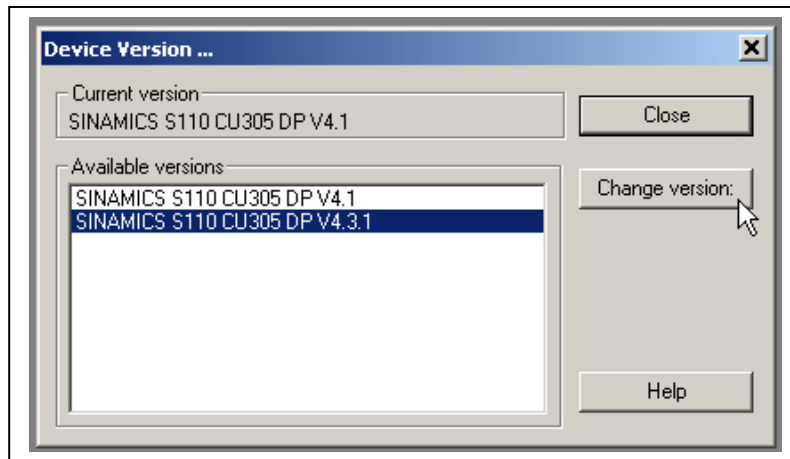 Device Version ...
Current version
SINAMICS S110 CU305 DP V4.1
Close
Available versions
SINAMICS S110 CU305 DP V4.1
SINAMICS S110 CU305 DP V4.3.1
Change version:
Help